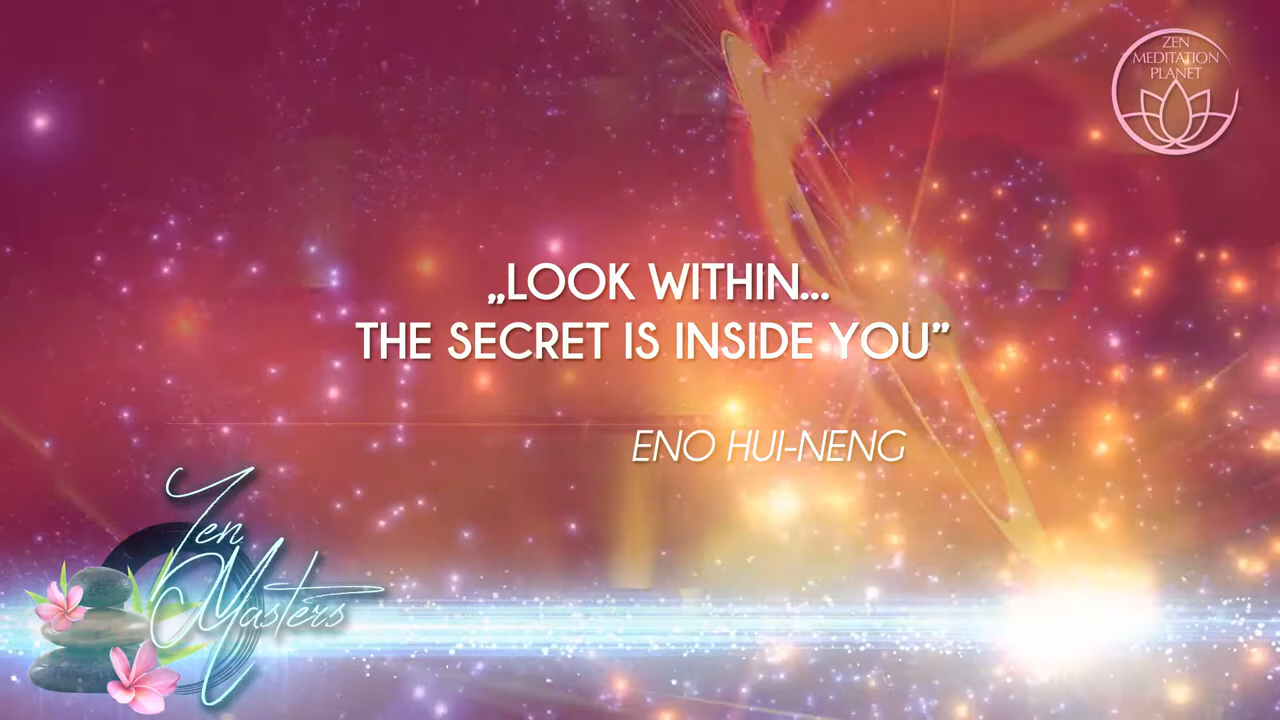 ZEN
MEDITATION
PLANET
„LOOK WITHIN...
THE SECRET IS INSIDE YOU”
ENO HUI-NENG
Zen
Masters